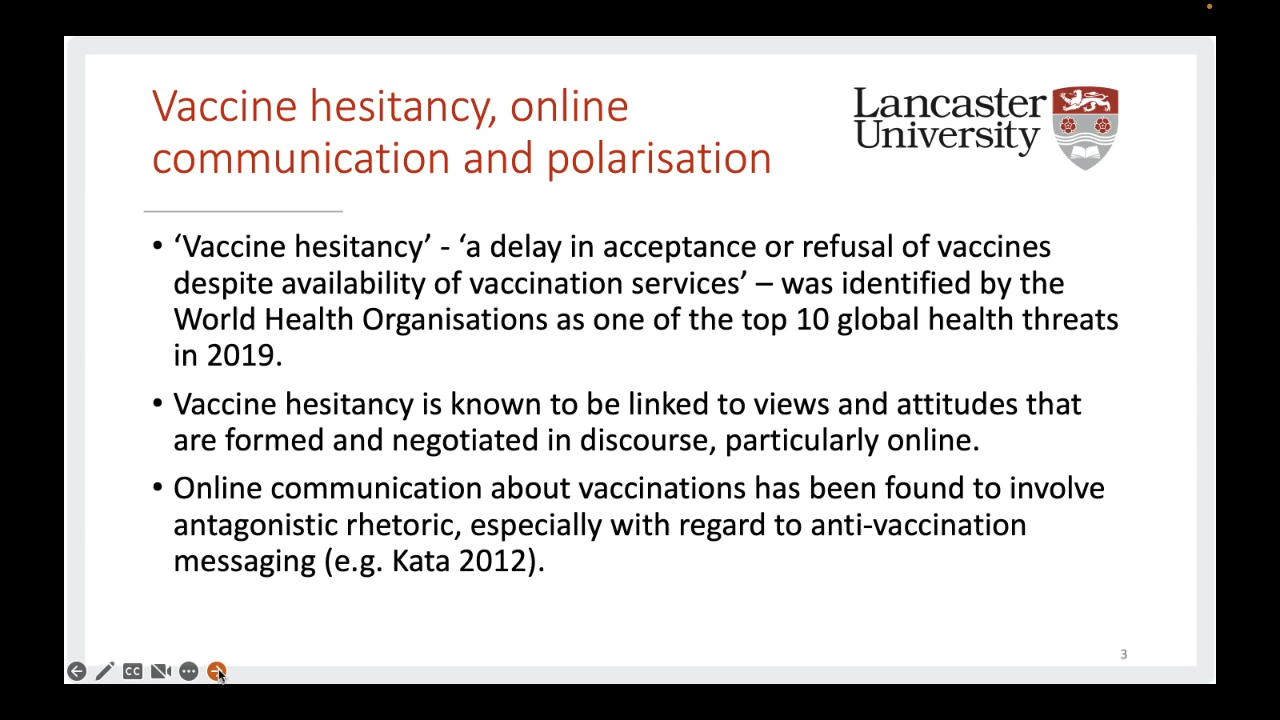 Vaccine hesitancy, online
communication and polarisation
Lancaster
University
• ‘Vaccine hesitancy’ - ‘a delay in acceptance or refusal of vaccines
despite availability of vaccination services’ – was identified by the
World Health Organisations as one of the top 10 global health threats
in 2019.
• Vaccine hesitancy is known to be linked to views and attitudes that
are formed and negotiated in discourse, particularly online.
• Online communication about vaccinations has been found to involve
antagonistic rhetoric, especially with regard to anti-vaccination
messaging (e.g. Kata 2012).
3
CC